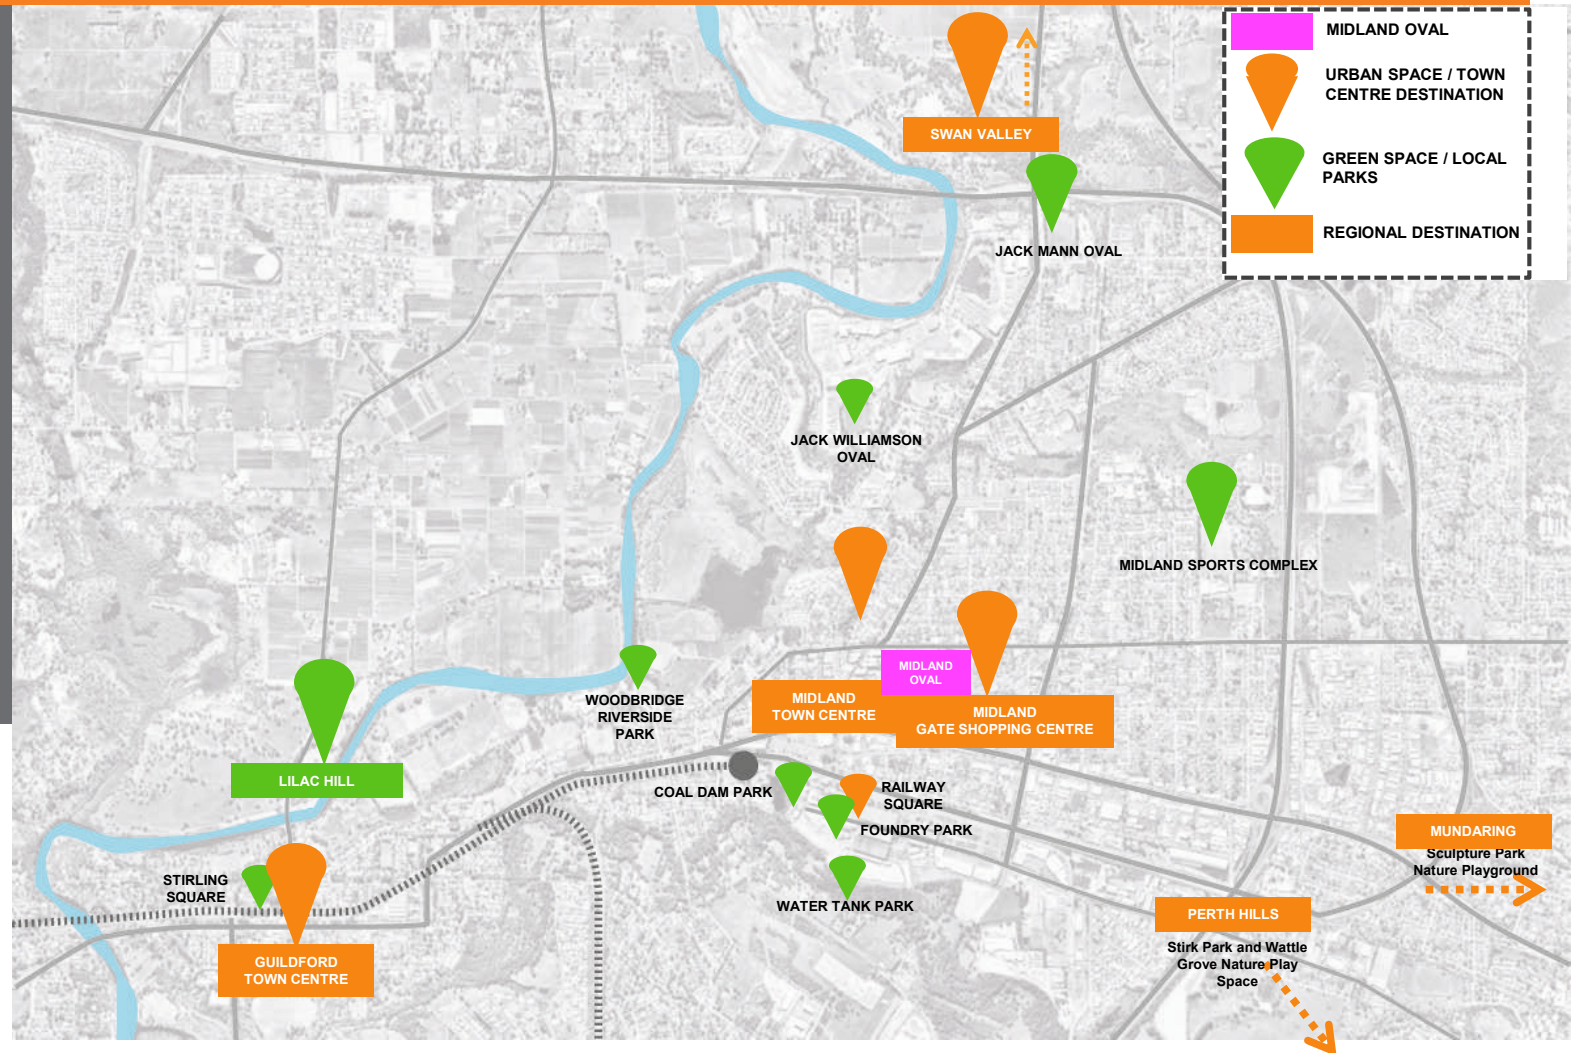 MIDLAND OVAL
URBAN SPACE / TOWN
CENTRE DESTINATION
GREEN SPACE / LOCAL
PARKS
REGIONAL DESTINATION
SWAN VALLEY
JACK MANN OVAL
JACK WILLIAMSON
OVAL
MIDLAND SPORTS COMPLEX
MIDLAND
OVAL
WOODBRIDGE
RIVERSIDE
PARK
MIDLAND
TOWN CENTRE
MIDLAND
GATE SHOPPING CENTRE
LILAC HILL
COAL DAM PARK
RAILWAY
SQUARE
FOUNDRY PARK
MUNDARING
Sculpture Park
Nature Playground
STIRLING
SQUARE
WATER TANK PARK
PERTH HILLS
Stirk Park and Wattle
Grove Nature Play
Space
GUILDFORD
TOWN CENTRE